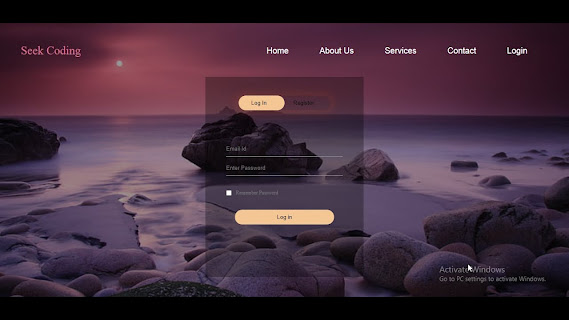 Seek Coding
Home
About Us
Services
Contact
Login
Log In
Register
Email Id
Enter Password
Remember Password
Log in
Activate Windows
Go to PC settings to activate Windows.